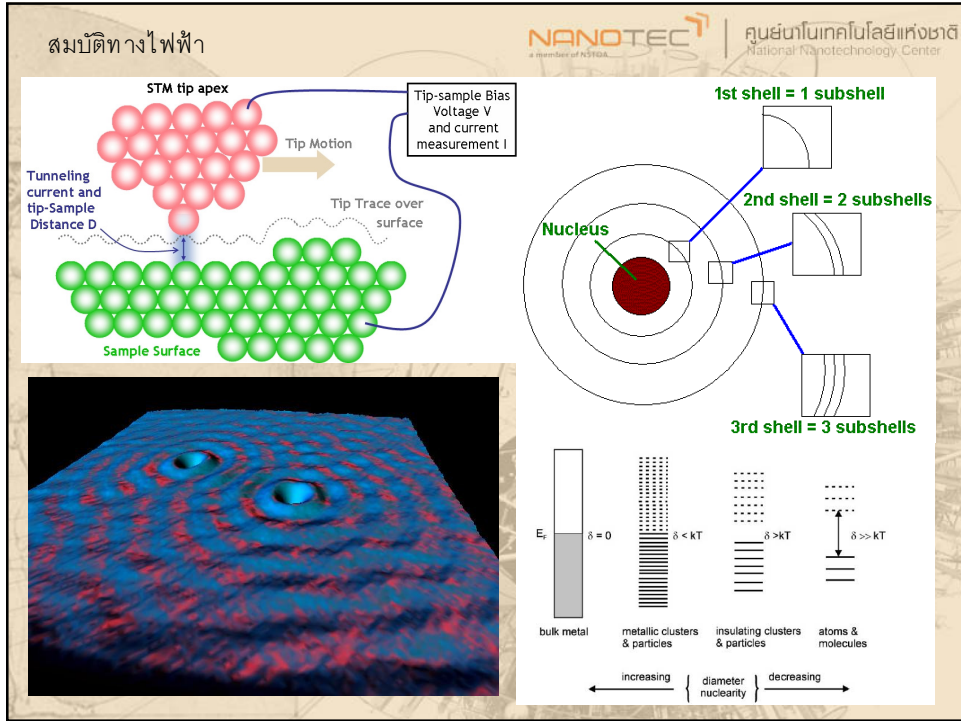 สมบัติทางไฟฟ้า
NANOTEC
a member of NSTDA
ศูนย์นาโนเทคโนโลยีแห่งชาติ
National Nanotechnology Center
STM tip apex
Tip-sample Bias
Voltage V
and current
measurement I
Tip Motion
Tunneling
current and
tip-Sample
Distance D
Tip Trace over
surface
Sample Surface
1st shell = 1 subshell
2nd shell = 2 subshells
Nucleus
3rd shell = 3 subshells
E_F
δ = 0
δ < kT
δ >kT
δ >> kT
bulk metal
metallic clusters
& particles
insulating clusters
& particles
atoms &
molecules
increasing { diameter } decreasing
nuclearity